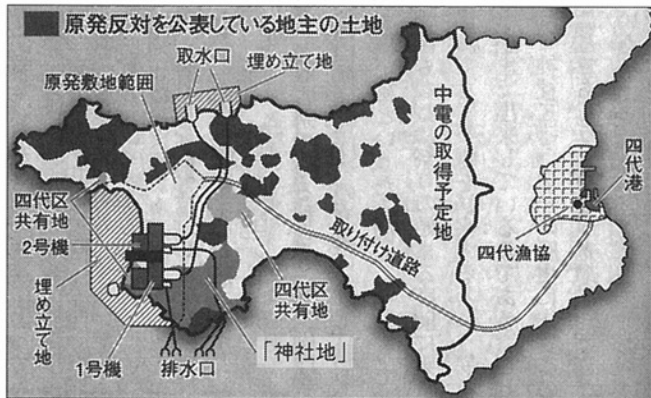 原発反対を公表している地主の土地
取水口
埋め立て地
原発敷地範囲
中電の取得予定地
四代港
四代区
共有地
2号機
取り付け道路
四代漁協
埋め立て地
四代区
共有地
「神社地」
1号機
排水口